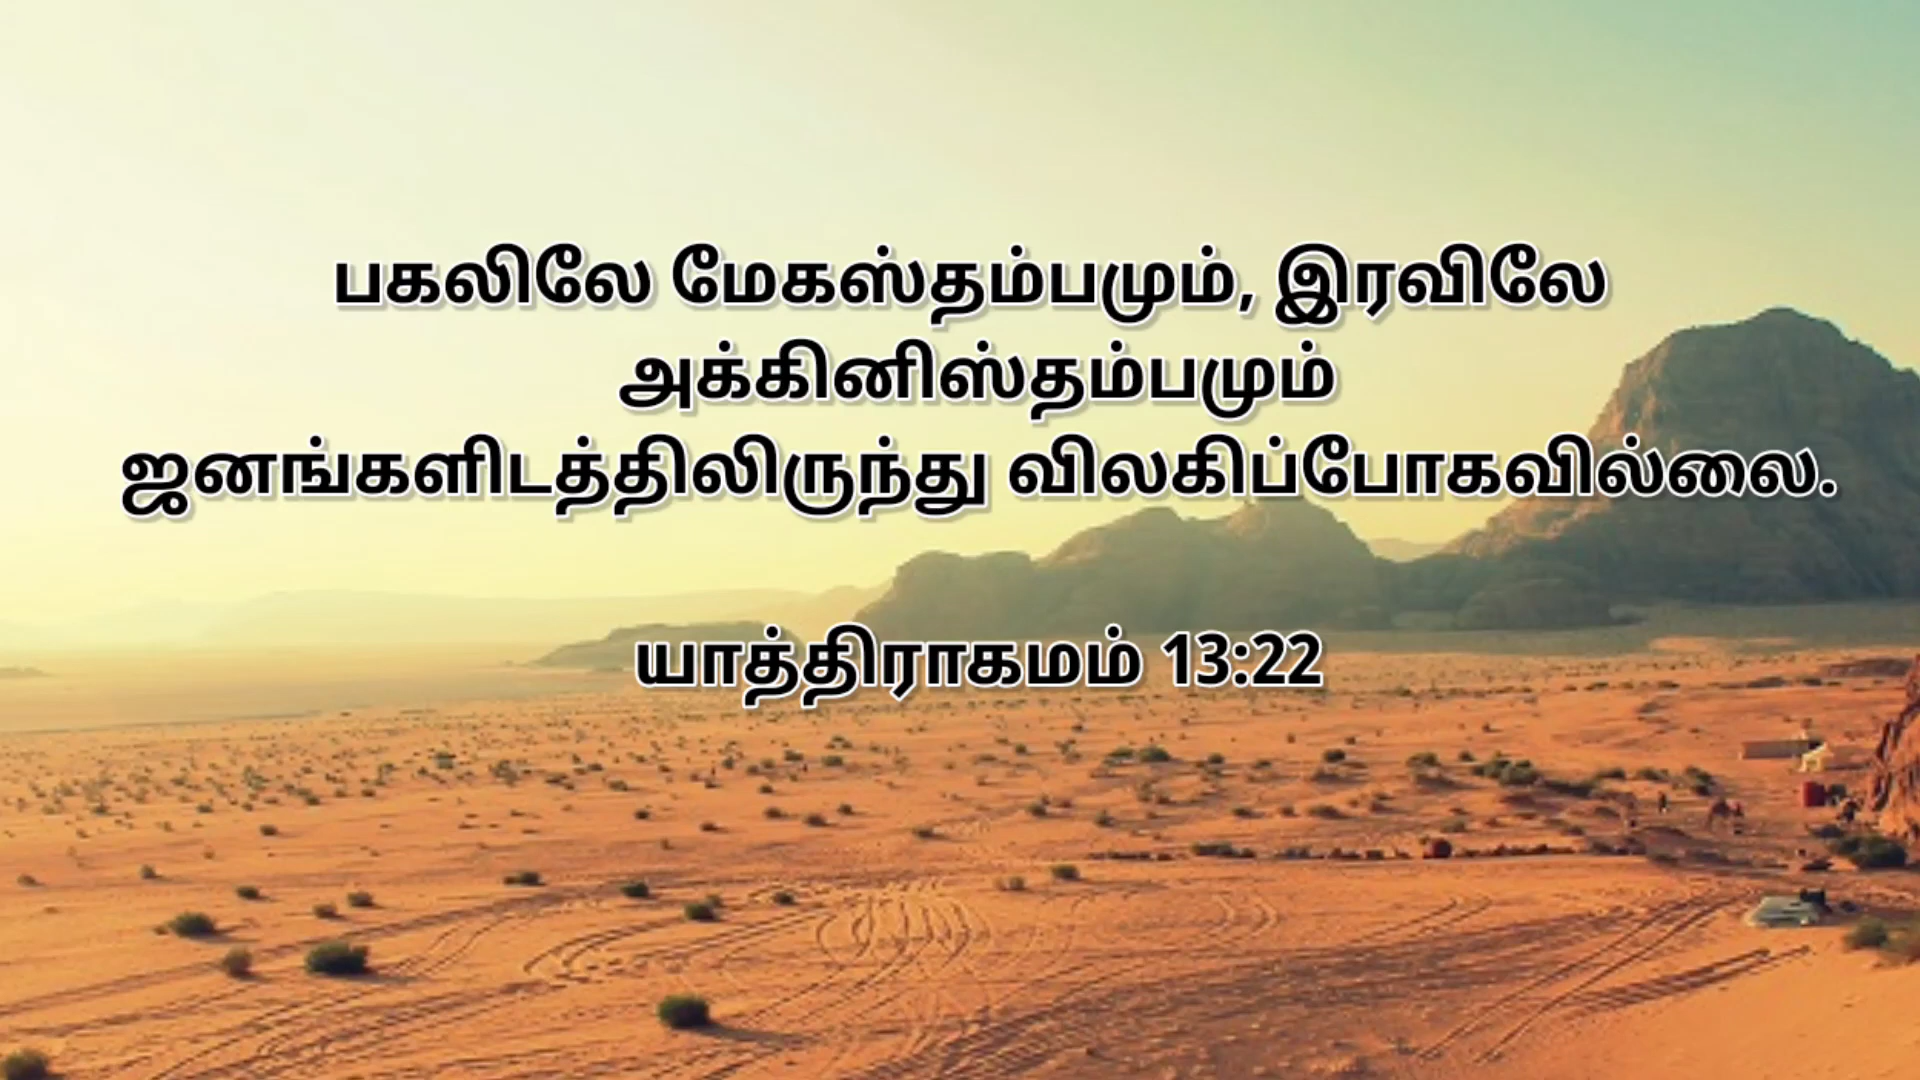 பகலிலே மேகஸ்தம்பமும், இரவிலே
அக்கினிஸ்தம்பமும்
ஜனங்களிடத்திலிருந்து விலகிப்போகவில்லை.
யாத்திராகமம் 13:22